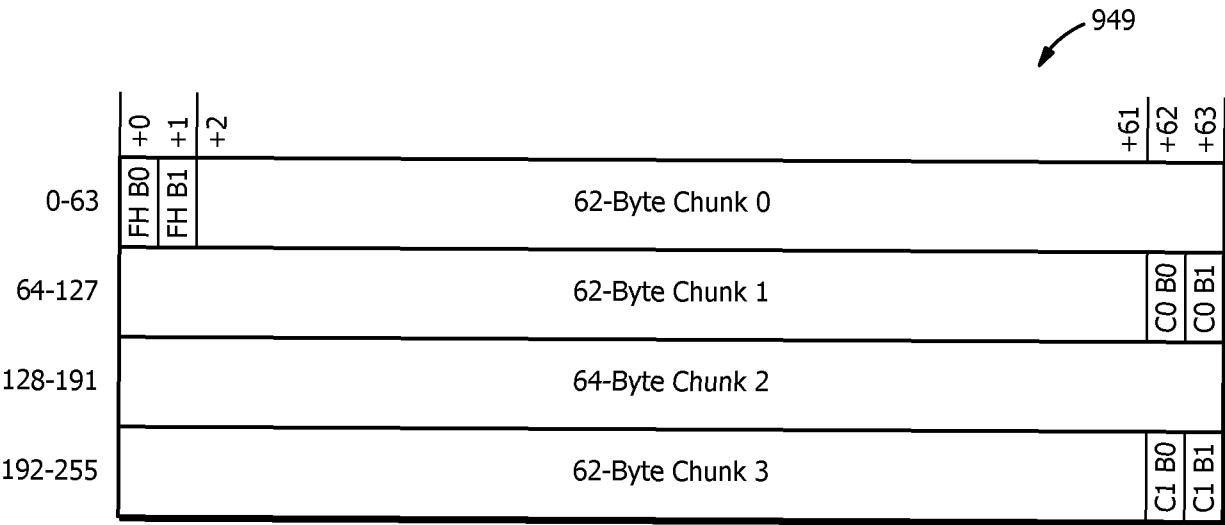 949
+0 +1 +2 +61 +62 +63
0-63 FH B0 FH B1 62-Byte Chunk 0
64-127 62-Byte Chunk 1 C0 B0 C0 B1
128-191 64-Byte Chunk 2
192-255 62-Byte Chunk 3 C1 B0 C1 B1